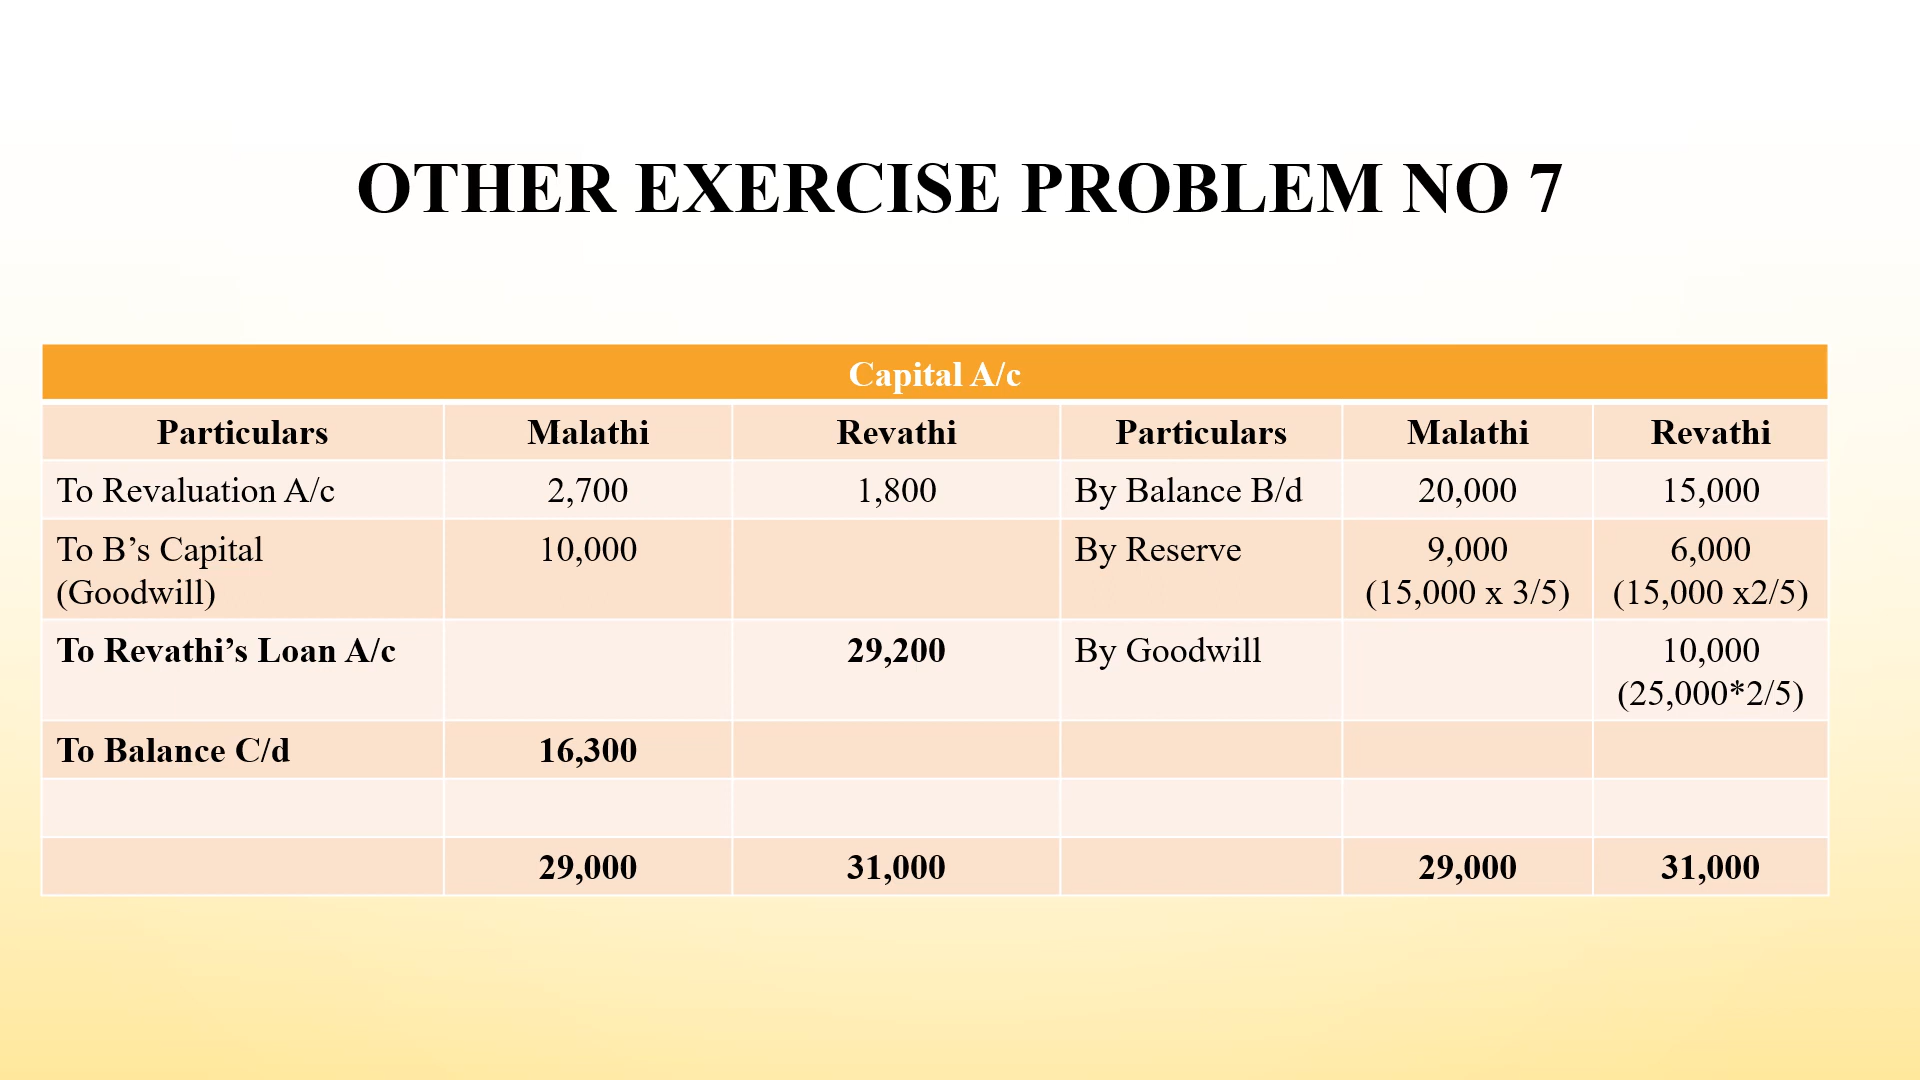 OTHER EXERCISE PROBLEM NO 7
Capital A/c
Particulars Malathi Revathi Particulars Malathi Revathi
To Revaluation A/c 2,700 1,800 By Balance B/d 20,000 15,000
To B’s Capital 10,000 By Reserve 9,000 6,000
(Goodwill) (15,000 x 3/5) (15,000 x2/5)
To Revathi’s Loan A/c 29,200 By Goodwill 10,000
(25,000*2/5)
To Balance C/d 16,300
29,000 31,000 29,000 31,000